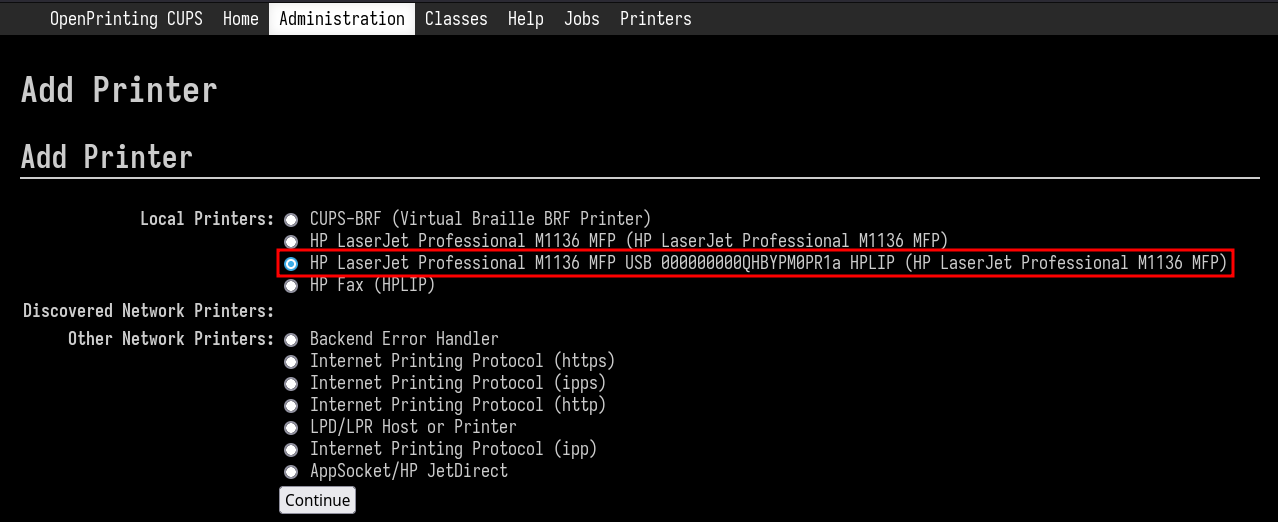 OpenPrinting CUPS Home Administration Classes Help Jobs Printers
Add Printer
Add Printer
Local Printers: CUPS-BRF (Virtual Braille BRF Printer)
HP LaserJet Professional M1136 MFP (HP LaserJet Professional M1136 MFP)
HP LaserJet Professional M1136 MFP USB 000000000QHBYPM0PR1a HPLIP (HP LaserJet Professional M1136 MFP)
HP Fax (HPLIP)
Discovered Network Printers:
Other Network Printers: Backend Error Handler
Internet Printing Protocol (https)
Internet Printing Protocol (ipps)
Internet Printing Protocol (http)
LPD/LPR Host or Printer
Internet Printing Protocol (ipp)
AppSocket/HP JetDirect
Continue